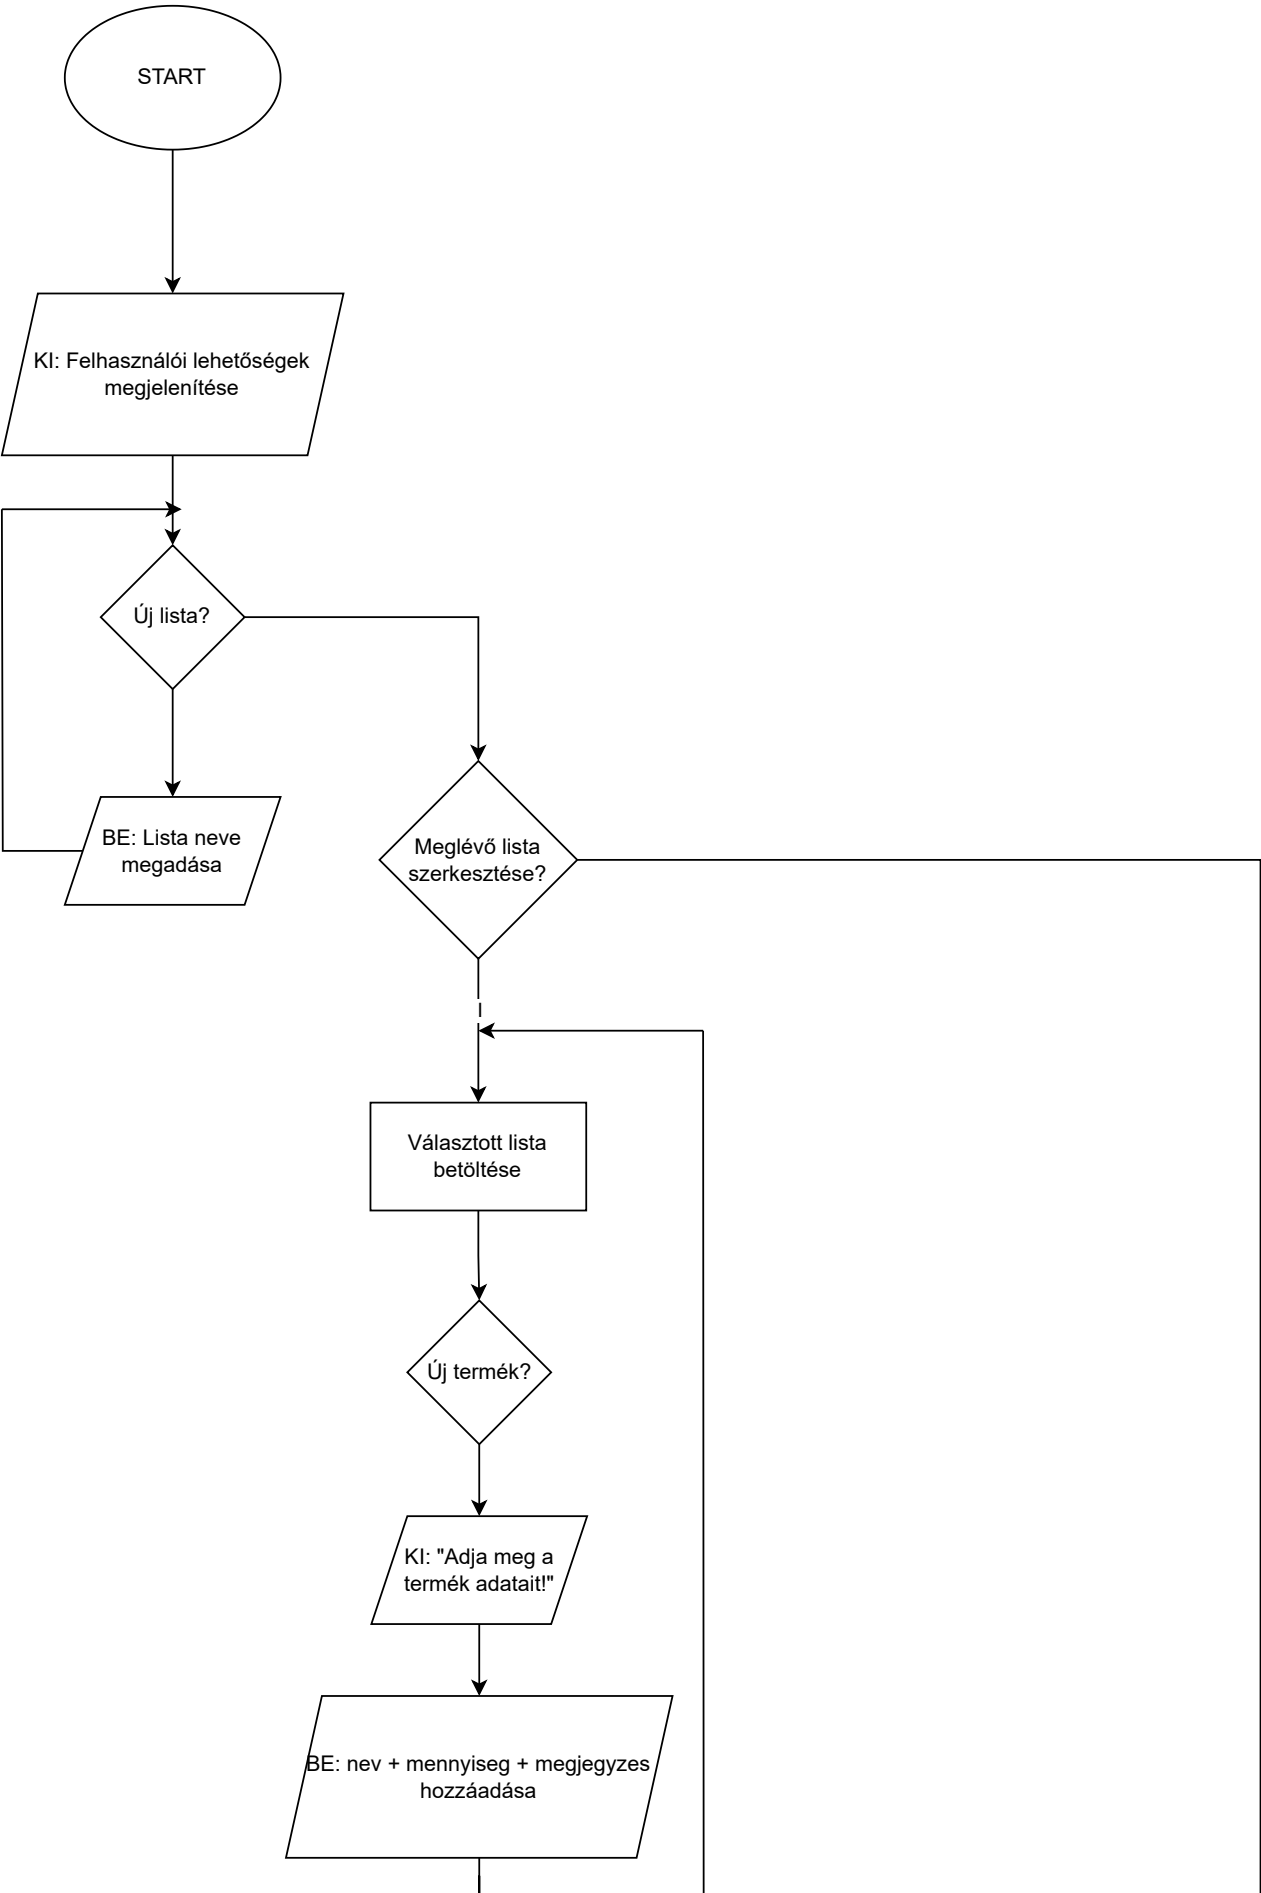 START
KI: Felhasználói lehetőségek
megjelenítése
Új lista?
BE: Lista neve
megadása
Meglévő lista
szerkesztése?
I
Választott lista
betöltése
Új termék?
KI: "Adja meg a
termék adatait!"
BE: nev + mennyiseg + megjegyzes
hozzáadása